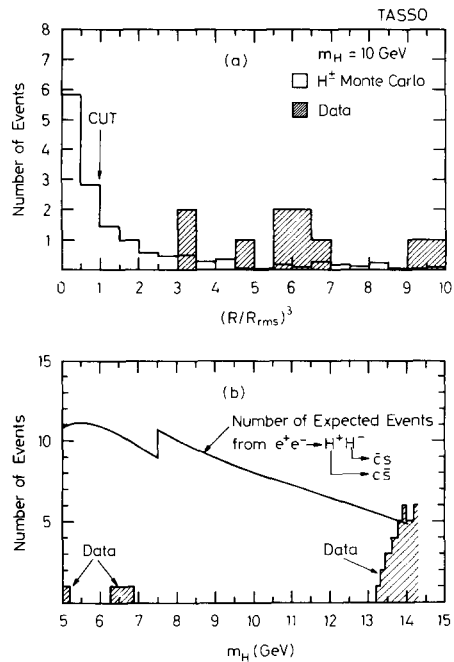 TASSO
8
7
6
5
4
3
2
1
Number of Events
(a)
m_H = 10 GeV
H± Monte Carlo
Data
CUT
0 1 2 3 4 5 6 7 8 9 10
(R/R_rms)³
15
10
5
Number of Events
(b)
Number of Expected Events
from e⁺e⁻ → H⁺H⁻
c̄s
cs̄
Data
Data
5 6 7 8 9 10 11 12 13 14 15
m_H (GeV)